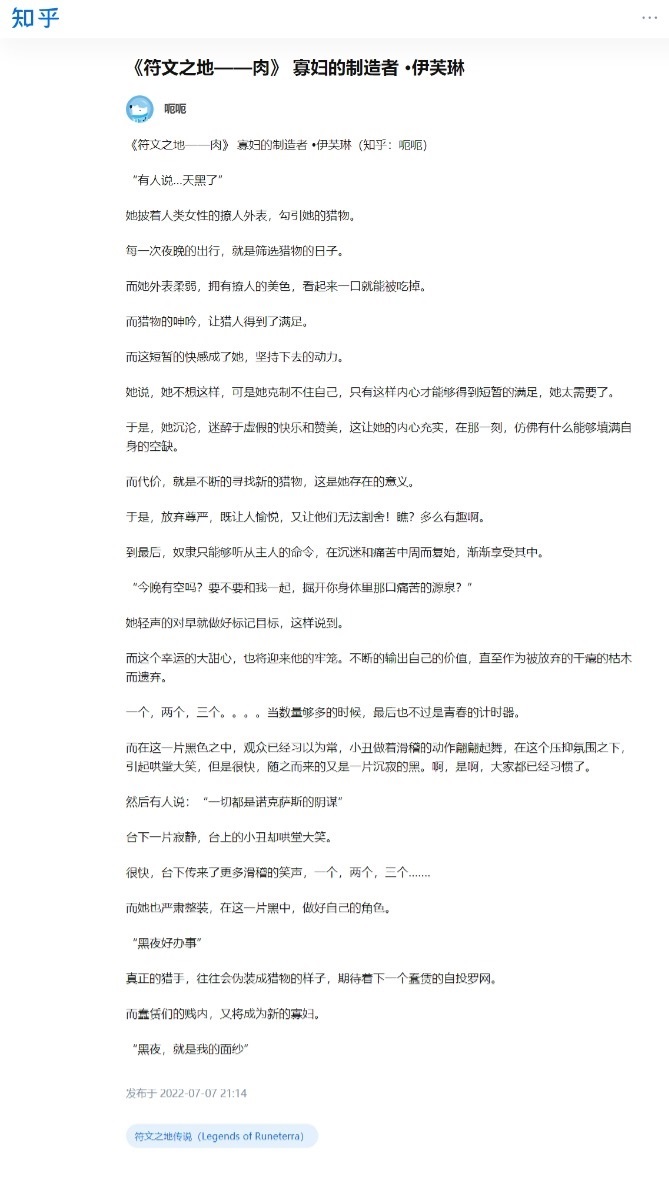 知乎
《符文之地——肉》 寡妇的制造者 •伊芙琳
呃呃
《符文之地——肉》 寡妇的制造者 •伊芙琳（知乎：呃呃）
“有人说...天黑了”
她披着人类女性的撩人外表，勾引她的猎物。
每一次夜晚的出行，就是筛选猎物的日子。
而她外表柔弱，拥有撩人的美色，看起来一口就能被吃掉。
而猎物的呻吟，让猎人得到了满足。
而这短暂的快感成了她，坚持下去的动力。
她说，她不想这样，可是她克制不住自己，只有这样内心才能够得到短暂的满足，她太需要了。
于是，她沉沦，迷醉于虚假的快乐和赞美，这让她的内心充实，在那一刻，仿佛有什么能够填满自
身的空缺。
而代价，就是不断的寻找新的猎物，这是她存在的意义。
于是，放弃尊严，既让人愉悦，又让他们无法割舍！瞧？多么有趣啊。
到最后，奴隶只能够听从主人的命令，在沉迷和痛苦中周而复始，渐渐享受其中。
“今晚有空吗？要不要和我一起，掘开你身体里那口痛苦的源泉？”
她轻声的对早就做好标记目标，这样说到。
而这个幸运的大甜心，也将迎来他的牢笼。不断的输出自己的价值，直至作为被放弃的干瘪的枯木
而遗弃。
一个，两个，三个。。。。当数量够多的时候，最后也不过是青春的计时器。
而在这一片黑色之中，观众已经习以为常，小丑做着滑稽的动作翩翩起舞，在这个压抑氛围之下，
引起哄堂大笑，但是很快，随之而来的又是一片沉寂的黑。啊，是啊，大家都已经习惯了。
然后有人说：“一切都是诺克萨斯的阴谋”
台下一片寂静，台上的小丑却哄堂大笑。
很快，台下传来了更多滑稽的笑声，一个，两个，三个.......
而她也严肃整装，在这一片黑中，做好自己的角色。
“黑夜好办事”
真正的猎手，往往会伪装成猎物的样子，期待着下一个蠢货的自投罗网。
而蠢货们的贱内，又将成为新的寡妇。
“黑夜，就是我的面纱”
发布于 2022-07-07 21:14
符文之地传说（Legends of Runeterra）